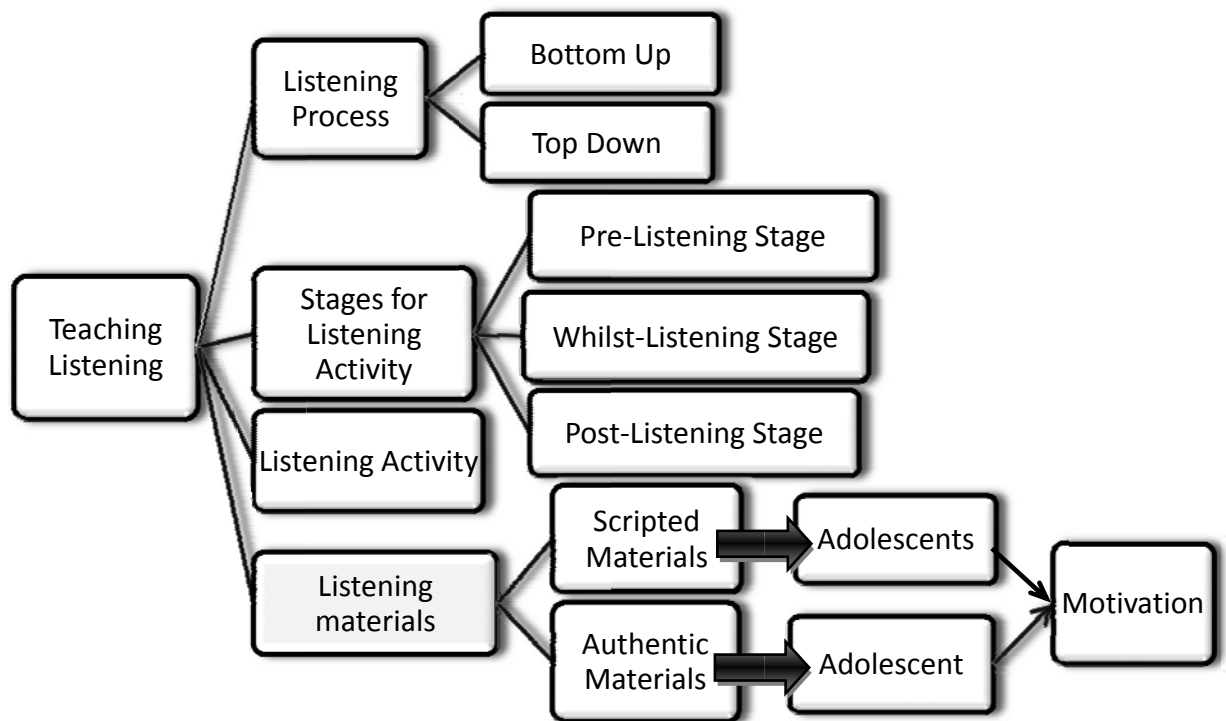 Teaching
Listening
Listening
Process
Bottom Up
Top Down
Stages for
Listening
Activity
Pre-Listening Stage
Whilst-Listening Stage
Post-Listening Stage
Listening Activity
Listening
materials
Scripted
Materials
Adolescents
Authentic
Materials
Adolescent
Motivation